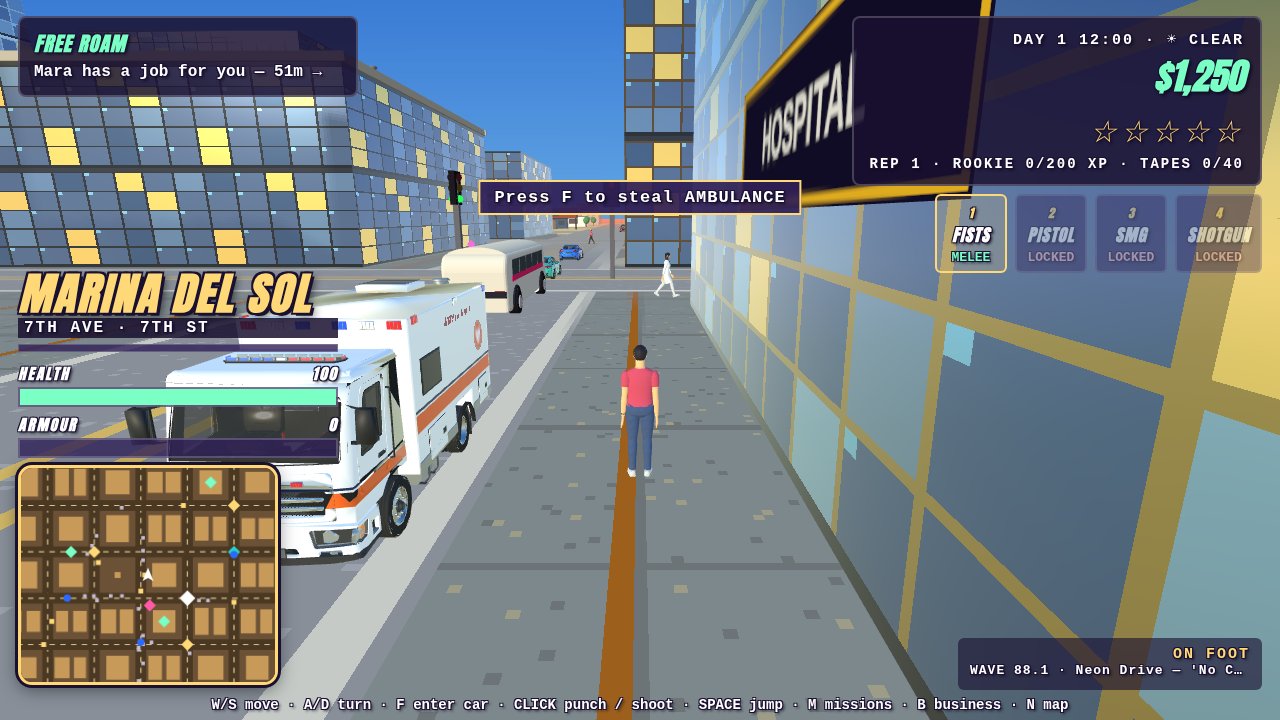 FREE ROAM
Mara has a job for you — 51m →
DAY 1 12:00 · ☀ CLEAR
$1,250
☆ ☆ ☆ ☆ ☆
REP 1 · ROOKIE 0/200 XP · TAPES 0/40
HOSPITAL
Press F to steal AMBULANCE
1
FISTS
MELEE
2
PISTOL
LOCKED
3
SMG
LOCKED
4
SHOTGUN
LOCKED
MARINA DEL SOL
7TH AVE · 7TH ST
HEALTH 100
ARMOUR 0
ON FOOT
WAVE 88.1 · Neon Drive — 'No C…
W/S move · A/D turn · F enter car · CLICK punch / shoot · SPACE jump · M missions · B business · N map